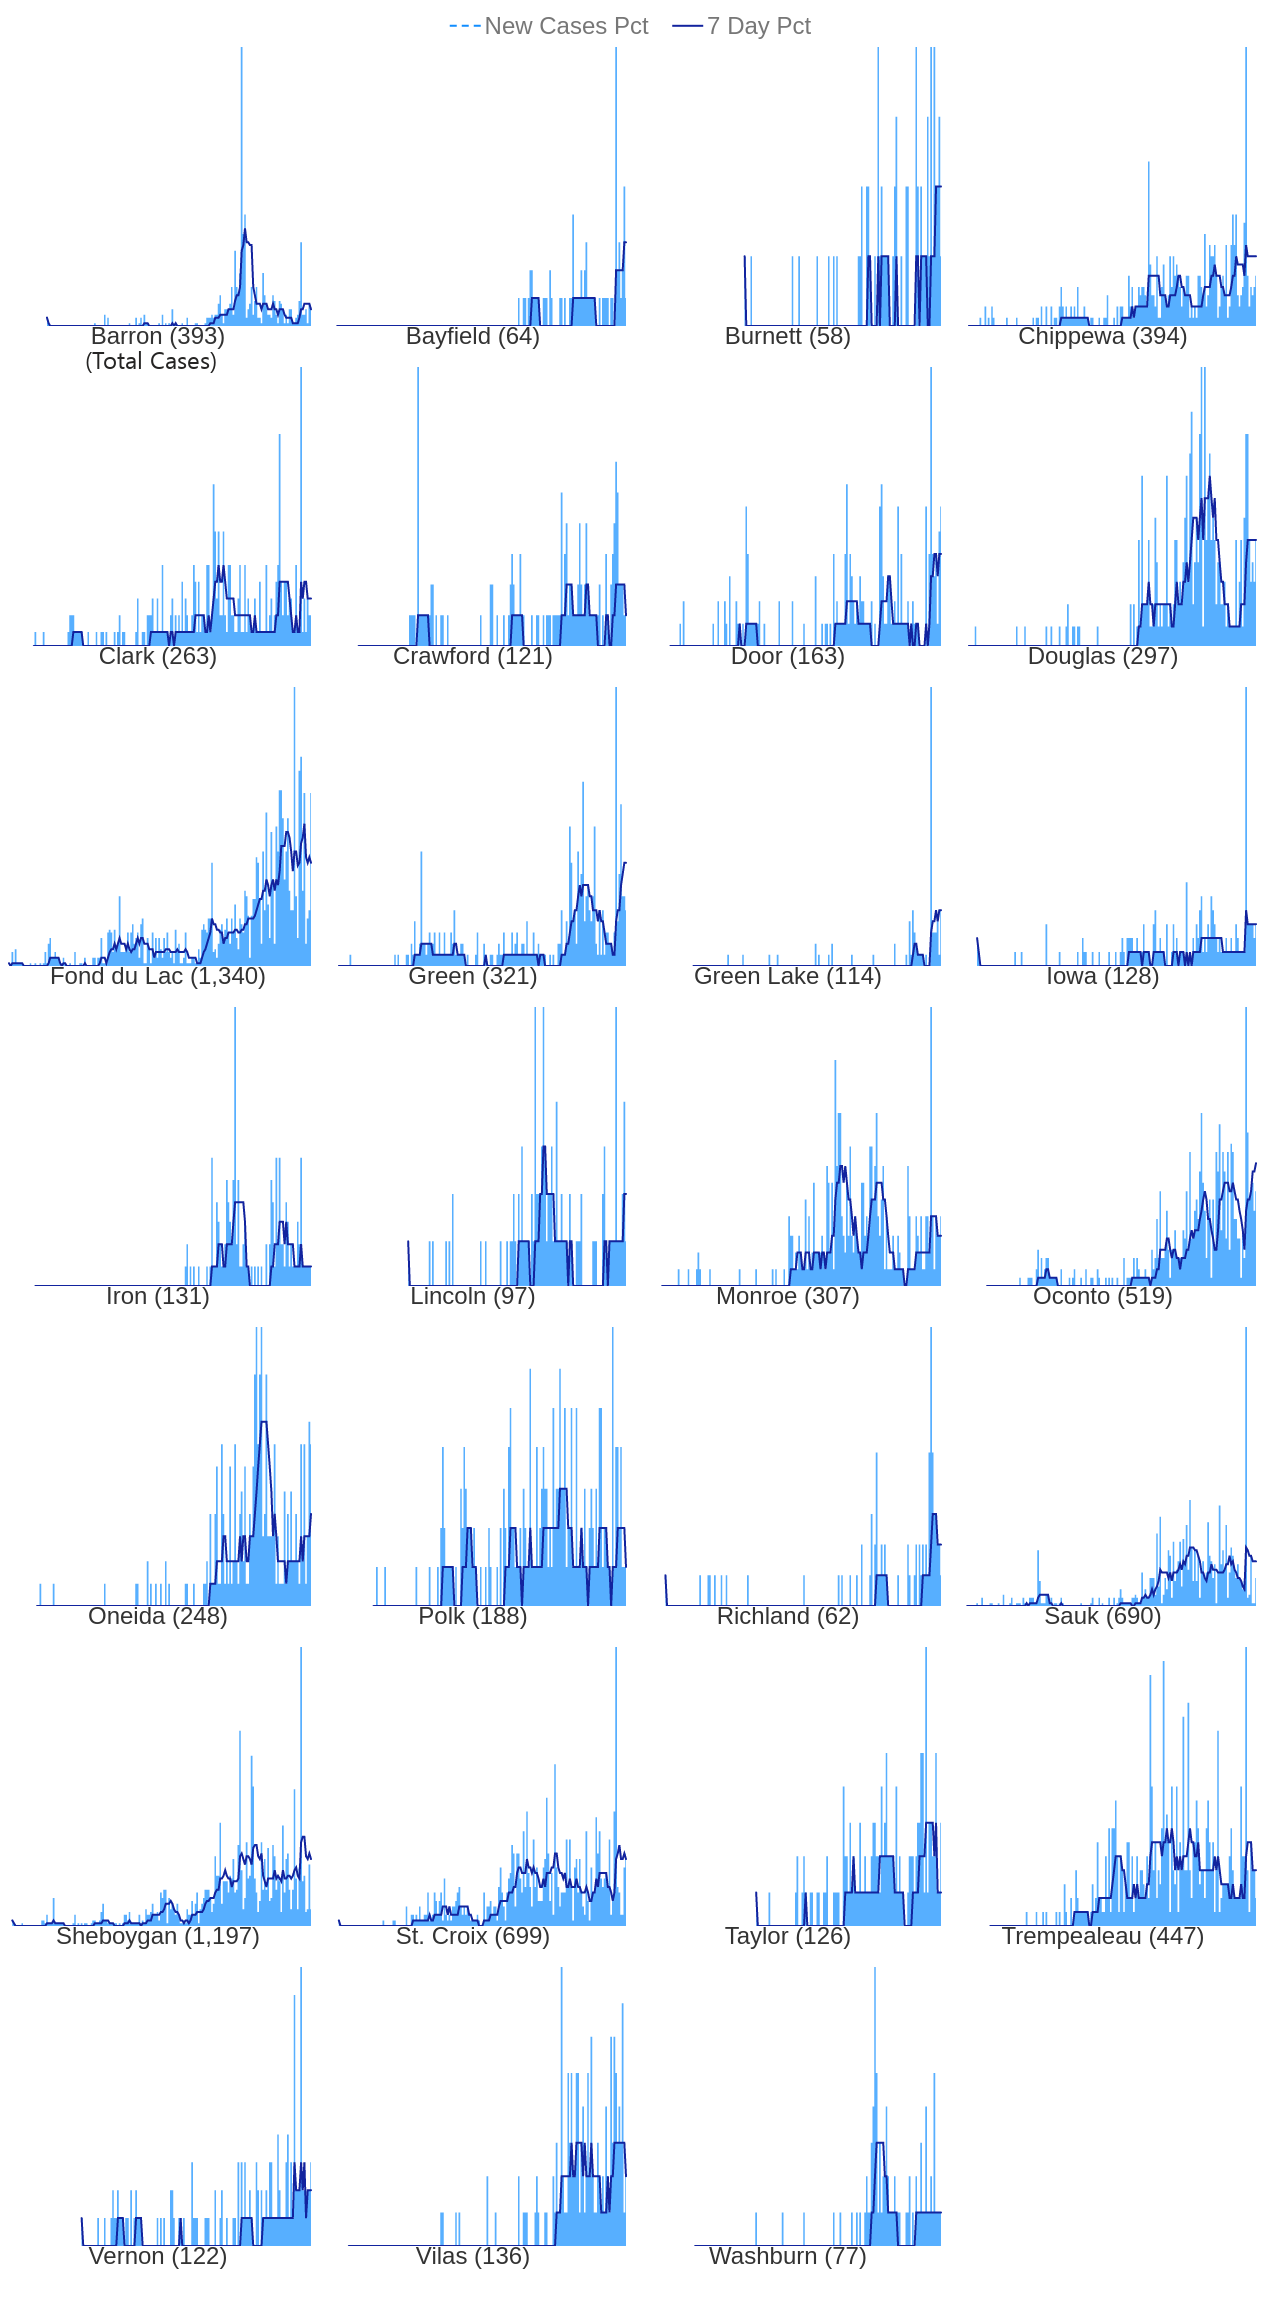 New Cases Pct 7 Day Pct
Barron (393) Bayfield (64) Burnett (58) Chippewa (394)
(Total Cases)
Clark (263) Crawford (121) Door (163) Douglas (297)
Fond du Lac (1,340) Green (321) Green Lake (114) Iowa (128)
Iron (131) Lincoln (97) Monroe (307) Oconto (519)
Oneida (248) Polk (188) Richland (62) Sauk (690)
Sheboygan (1,197) St. Croix (699) Taylor (126) Trempealeau (447)
Vernon (122) Vilas (136) Washburn (77)